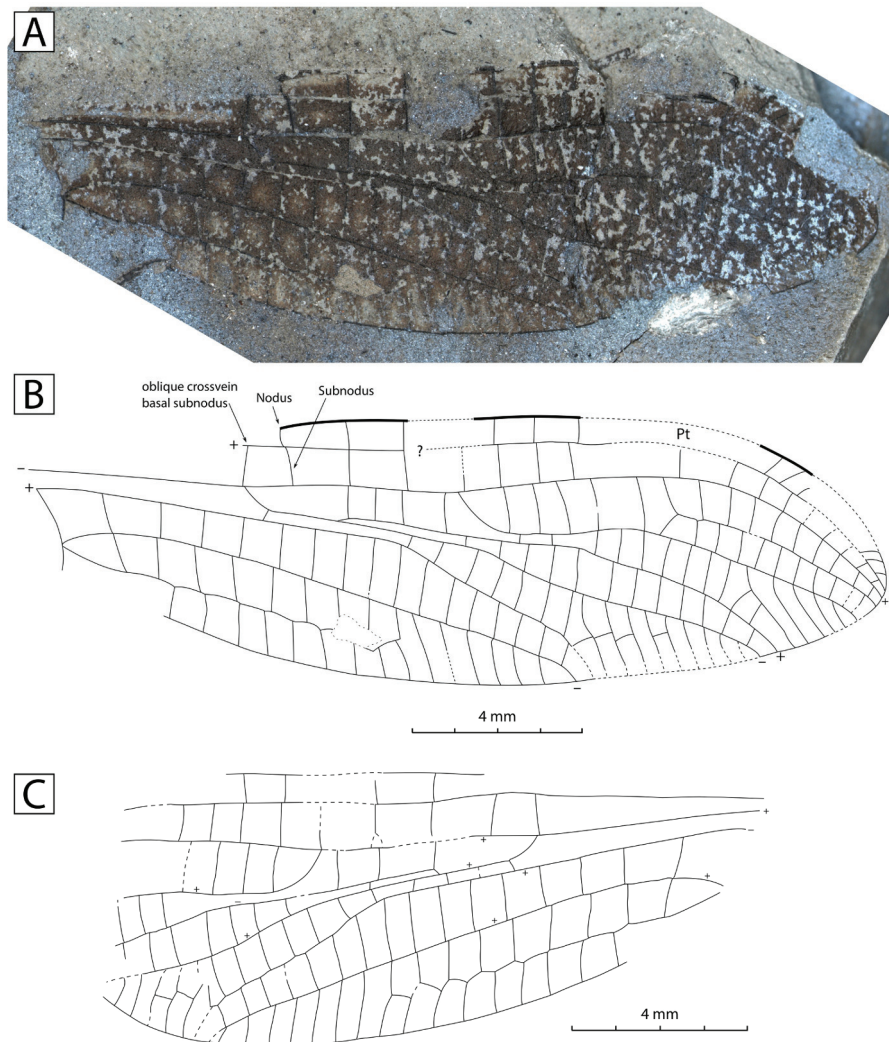 A
B
oblique crossvein
basal subnodus
Nodus
Subnodus
+
?
Pt
−
+
+
−
+
−
4 mm
C
+
−
+
+
+
+
+
−
+
+
4 mm